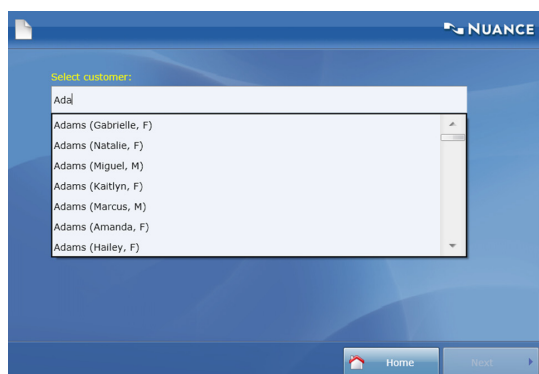 NUANCE
Select customer:
Ada
Adams (Gabrielle, F)
Adams (Natalie, F)
Adams (Miguel, M)
Adams (Kaitlyn, F)
Adams (Marcus, M)
Adams (Amanda, F)
Adams (Hailey, F)
Home
Next